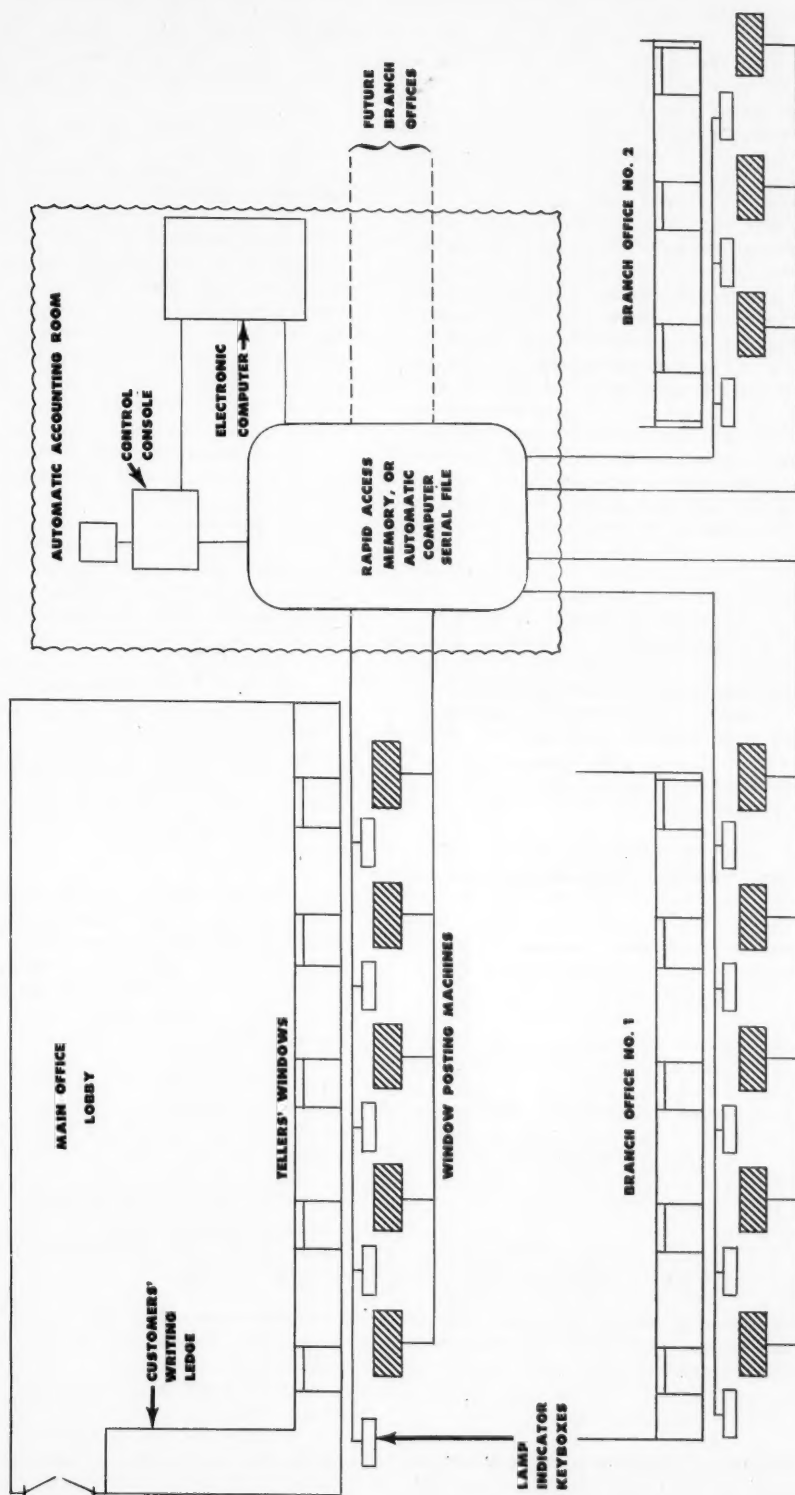 MAIN OFFICE
LOBBY
CUSTOMERS'
WRITING
LEDGE
TELLERS' WINDOWS
WINDOW POSTING MACHINES
LAMP
INDICATOR
KEYBOXES
BRANCH OFFICE NO. 1
AUTOMATIC ACCOUNTING ROOM
CONTROL
CONSOLE
ELECTRONIC
COMPUTER
RAPID ACCESS
MEMORY, OR
AUTOMATIC
COMPUTER
SERIAL FILE
FUTURE
BRANCH
OFFICES
BRANCH OFFICE NO. 2